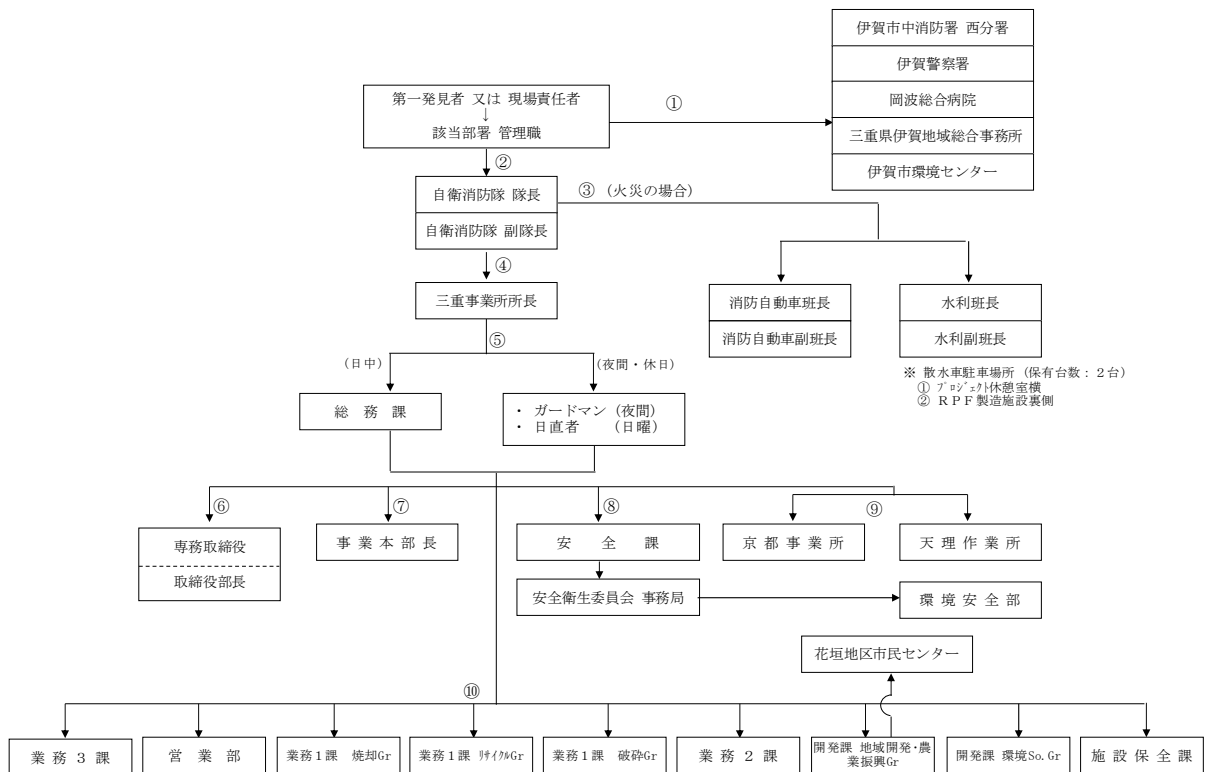 伊賀市中消防署 西分署
伊賀警察署
岡波総合病院
三重県伊賀地域総合事務所
伊賀市環境センター
第一発見者 又は 現場責任者
↓
該当部署 管理職
①
②
自衛消防隊 隊長
自衛消防隊 副隊長
③ (火災の場合)
④
三重事業所所長
消防自動車班長
消防自動車副班長
水利班長
水利副班長
※ 散水車駐車場所 (保有台数: 2台)
① プロジェクト休憩室横
② RPF製造施設裏側
⑤
(日中)
(夜間・休日)
総 務 課
・ ガードマン (夜間)
・ 日直者 (日曜)
⑥
⑦
⑧
⑨
専務取締役
取締役部長
事 業 本 部 長
安 全 課
京 都 事 業 所
天 理 作 業 所
安全衛生委員会 事務局
環 境 安 全 部
花垣地区市民センター
⑩
業 務 3 課
営 業 部
業務1課 焼却Gr
業務1課 リサイクルGr
業務1課 破砕Gr
業 務 2 課
開発課 地域開発・農
業振興Gr
開発課 環境So.Gr
施 設 保 全 課